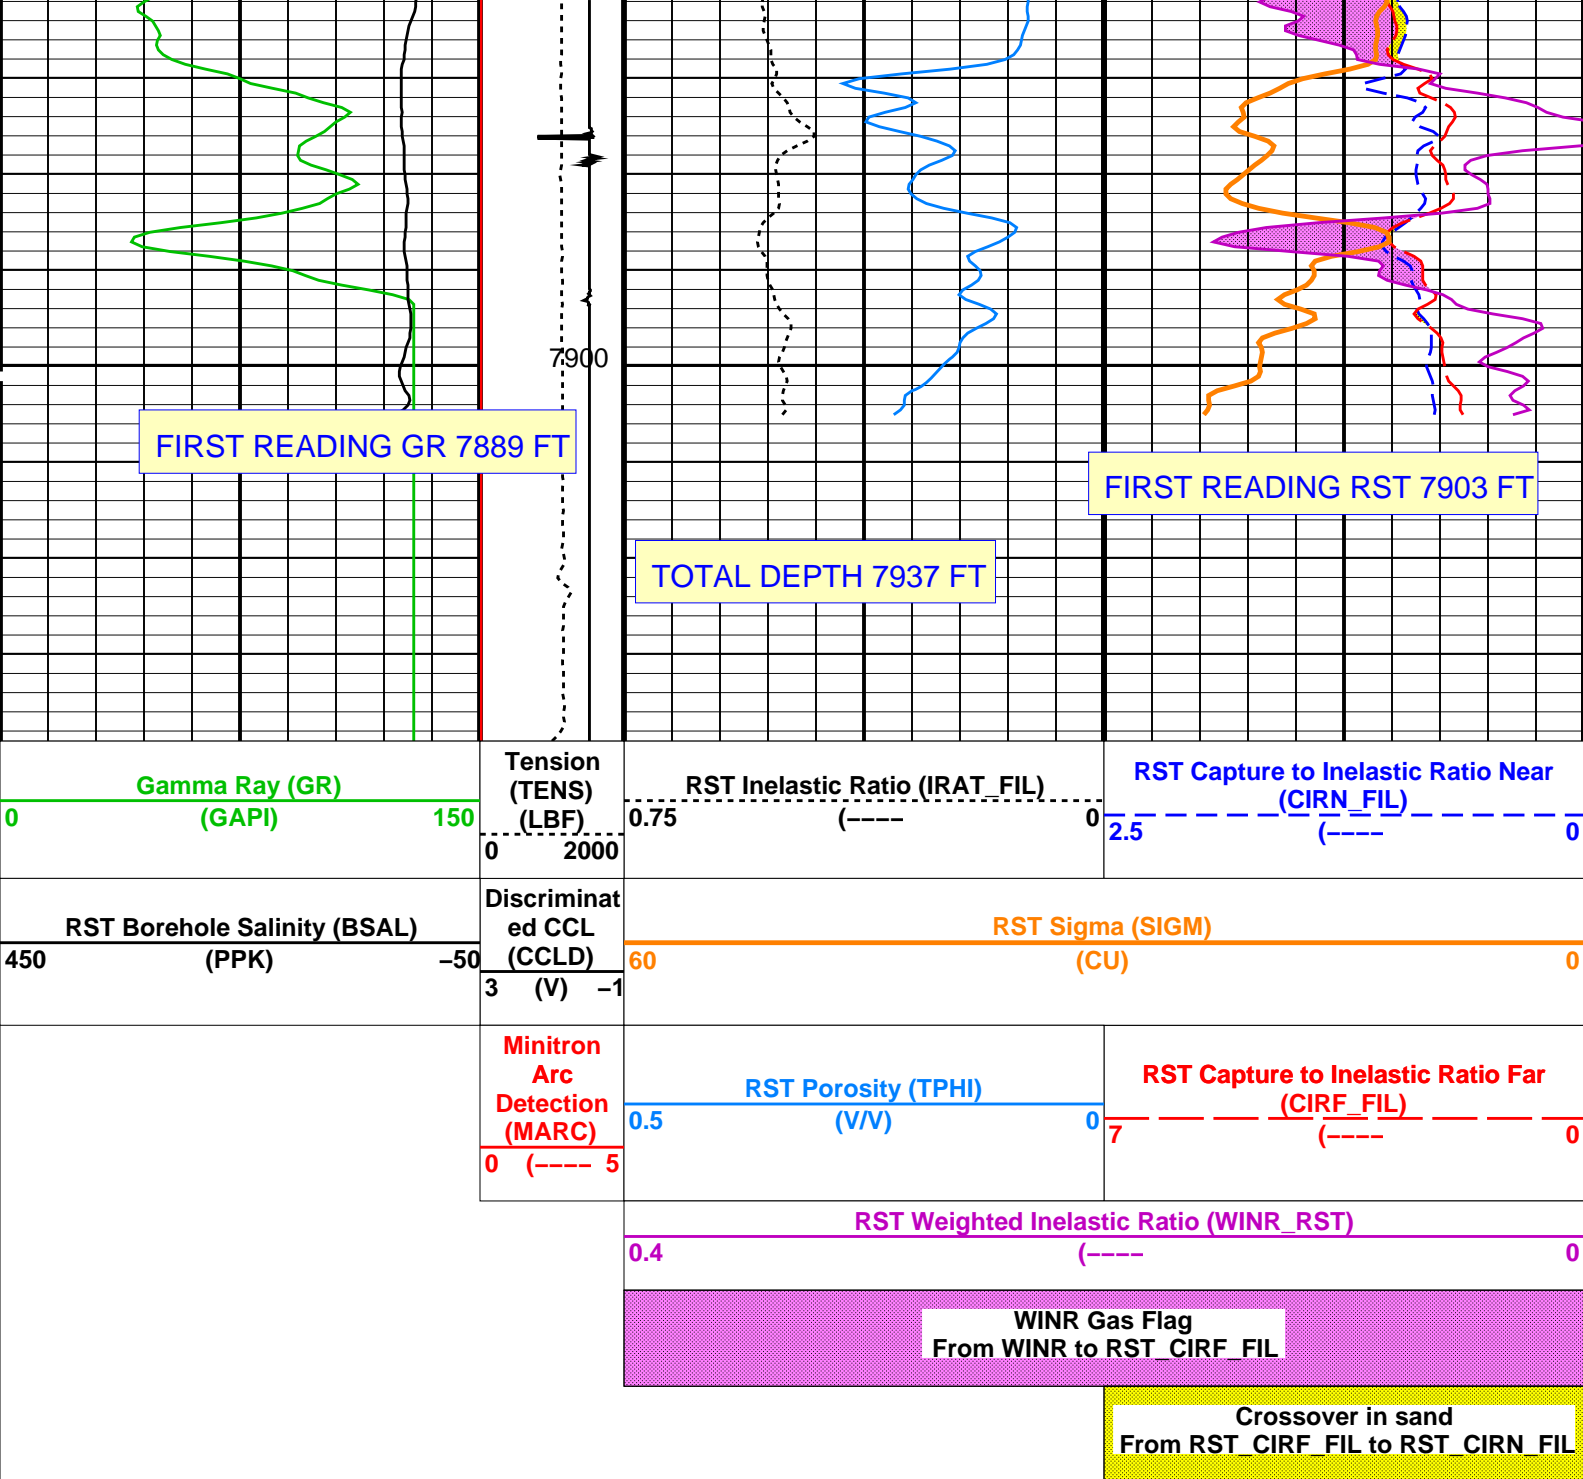 7900
FIRST READING GR 7889 FT
FIRST READING RST 7903 FT
TOTAL DEPTH 7937 FT
Gamma Ray (GR)
0 (GAPI) 150
Tension
(TENS)
(LBF)
0 2000
RST Inelastic Ratio (IRAT_FIL)
0.75 (−−−− 0
RST Capture to Inelastic Ratio Near
(CIRN_FIL)
2.5 (−−−− 0
RST Borehole Salinity (BSAL)
450 (PPK) −50
Discriminat
ed CCL
(CCLD)
3 (V) −1
RST Sigma (SIGM)
60 (CU) 0
Minitron
Arc
Detection
(MARC)
0 (−−−− 5
RST Porosity (TPHI)
0.5 (V/V) 0
RST Capture to Inelastic Ratio Far
(CIRF_FIL)
7 (−−−− 0
RST Weighted Inelastic Ratio (WINR_RST)
0.4 (−−−− 0
WINR Gas Flag
From WINR to RST_CIRF_FIL
Crossover in sand
From RST_CIRF_FIL to RST_CIRN_FIL